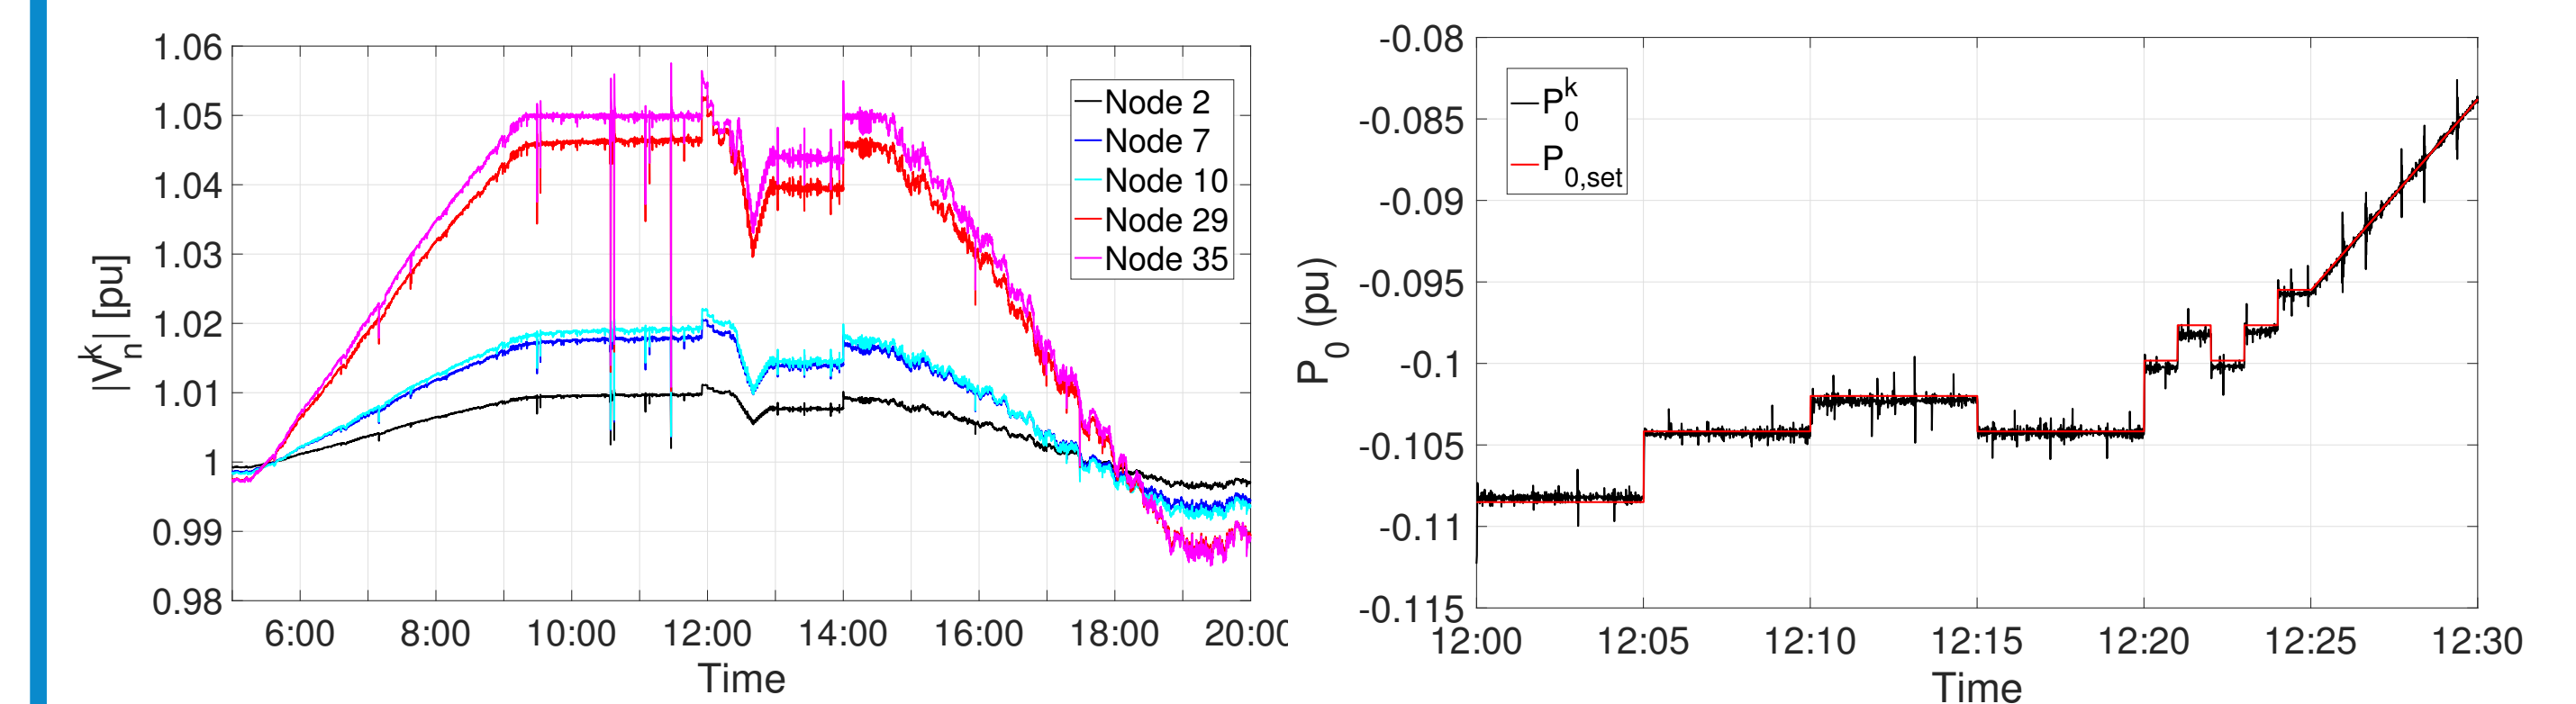 1.06
1.05
1.04
1.03
1.02
1.01
1
0.99
0.98
|V_n^k| [pu]
Node 2
Node 7
Node 10
Node 29
Node 35
6:00 8:00 10:00 12:00 14:00 16:00 18:00 20:00
Time
-0.08
-0.085
-0.09
-0.095
-0.1
-0.105
-0.11
-0.115
P_0 (pu)
P_0^k
P_0,set
12:00 12:05 12:10 12:15 12:20 12:25 12:30
Time